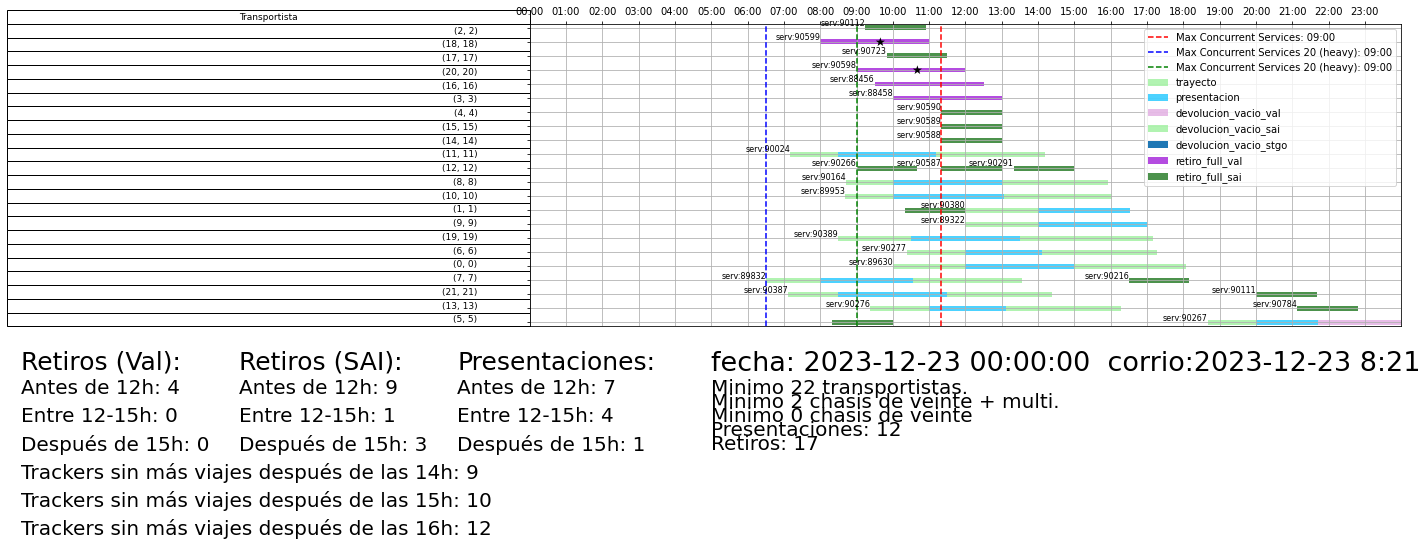 00:00 01:00 02:00 03:00 04:00 05:00 06:00 07:00 08:00 09:00 10:00 11:00 12:00 13:00 14:00 15:00 16:00 17:00 18:00 19:00 20:00 21:00 22:00 23:00
Transportista
(2, 2) serv:90112
(18, 18) serv:90599
(17, 17) serv:90723
(20, 20) serv:90598
(16, 16) serv:88456
(3, 3) serv:88458
(4, 4) serv:90590
(15, 15) serv:90589
(14, 14) serv:90588
(11, 11) serv:90024
(12, 12) serv:90266 serv:90587 serv:90291
(8, 8) serv:90164
(10, 10) serv:89953
(1, 1) serv:90380
(9, 9) serv:89322
(19, 19) serv:90389
(6, 6) serv:90277
(0, 0) serv:89630
(7, 7) serv:89832 serv:90216
(21, 21) serv:90387 serv:90111
(13, 13) serv:90276 serv:90784
(5, 5) serv:90267
Max Concurrent Services: 09:00
Max Concurrent Services 20 (heavy): 09:00
Max Concurrent Services 20 (heavy): 09:00
trayecto
presentacion
devolucion_vacio_val
devolucion_vacio_sai
devolucion_vacio_stgo
retiro_full_val
retiro_full_sai
Retiros (Val):
Antes de 12h: 4
Entre 12-15h: 0
Después de 15h: 0
Retiros (SAI):
Antes de 12h: 9
Entre 12-15h: 1
Después de 15h: 3
Presentaciones:
Antes de 12h: 7
Entre 12-15h: 4
Después de 15h: 1
Trackers sin más viajes después de las 14h: 9
Trackers sin más viajes después de las 15h: 10
Trackers sin más viajes después de las 16h: 12
fecha: 2023-12-23 00:00:00  corrio:2023-12-23 8:21
Minimo 22 transportistas.
Minimo 2 chasis de veinte + multi.
Minimo 0 chasis de veinte
Presentaciones: 12
Retiros: 17